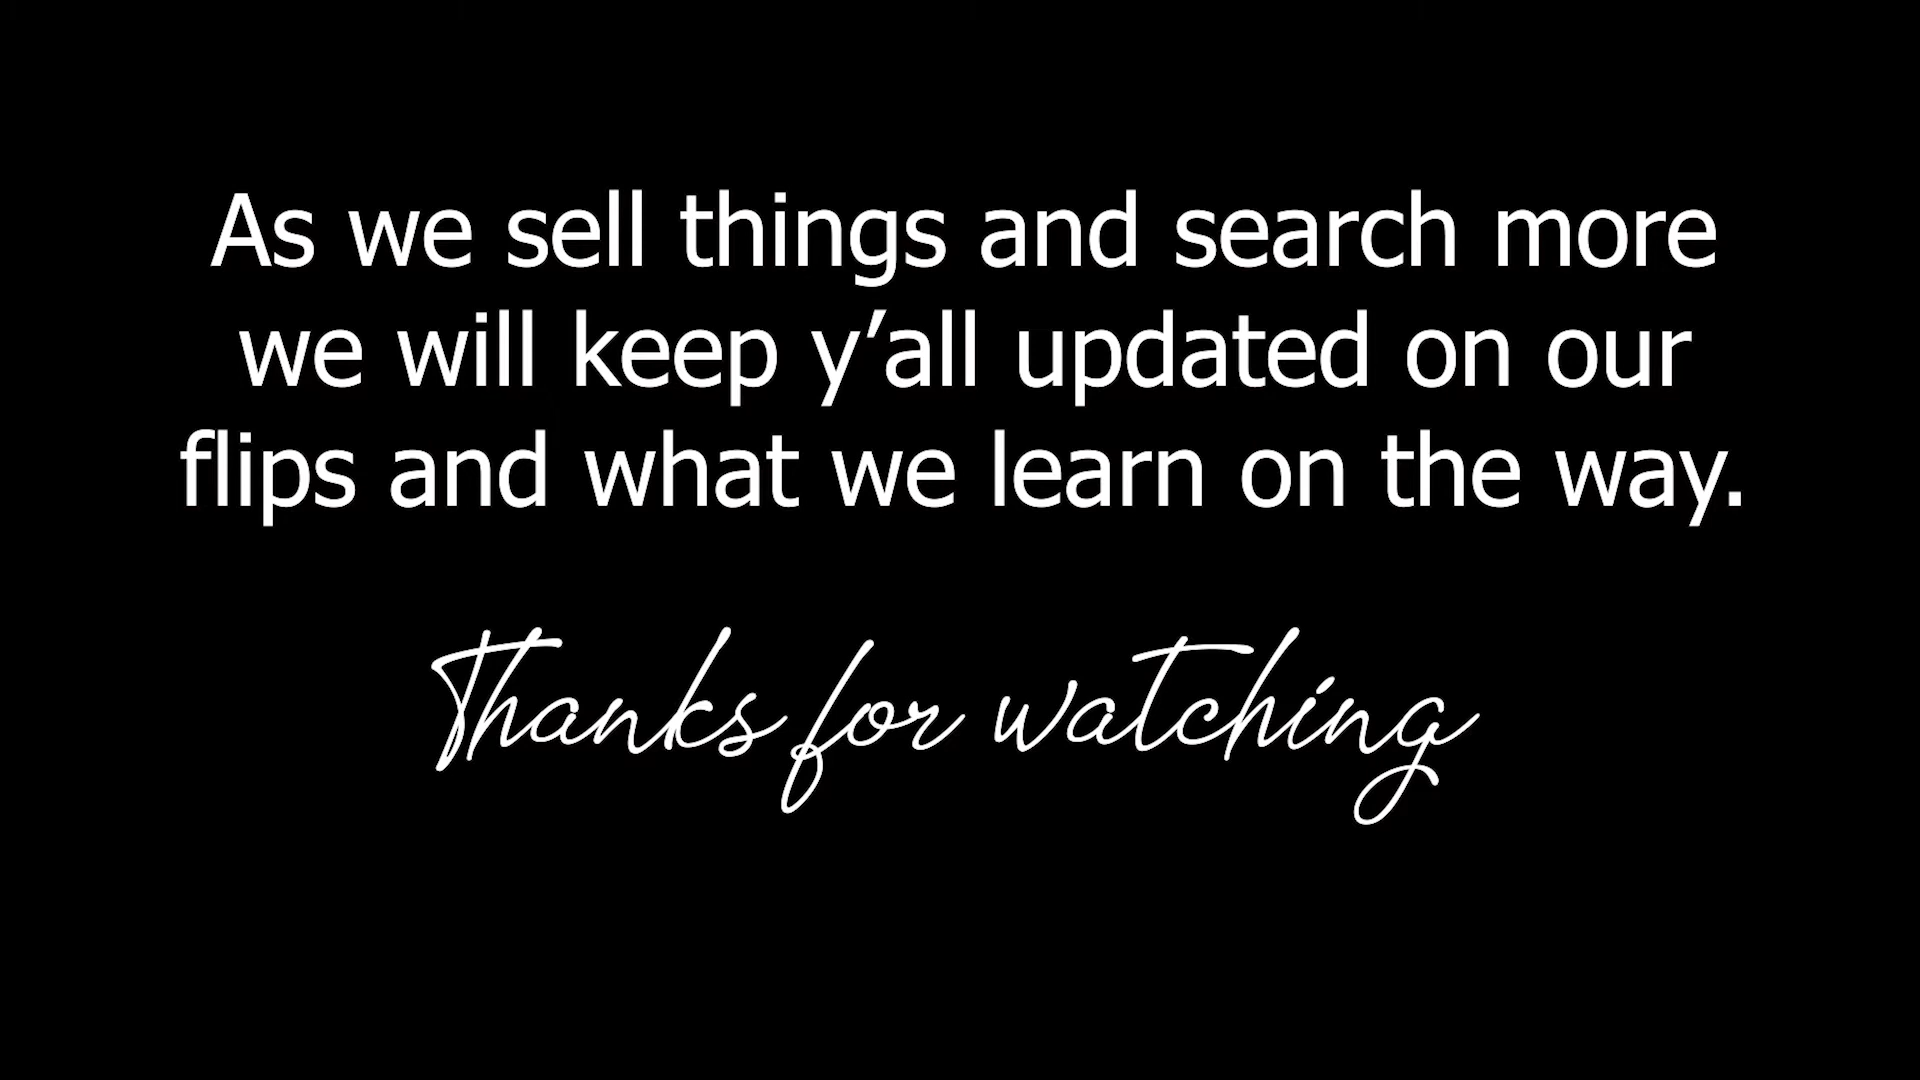 As we sell things and search more
we will keep y’all updated on our
flips and what we learn on the way.
Thanks for watching